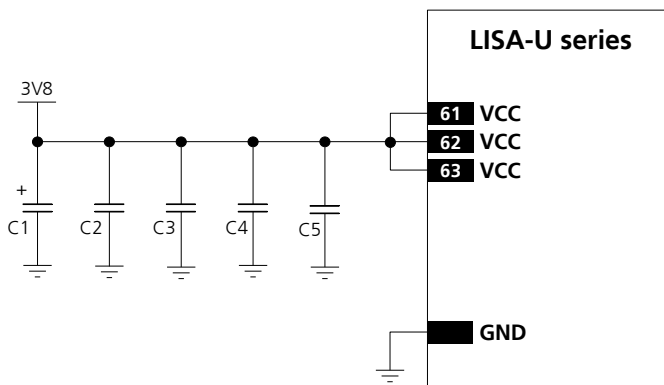 LISA-U series
3V8
61 VCC
62 VCC
63 VCC
+
C1 C2 C3 C4 C5
GND